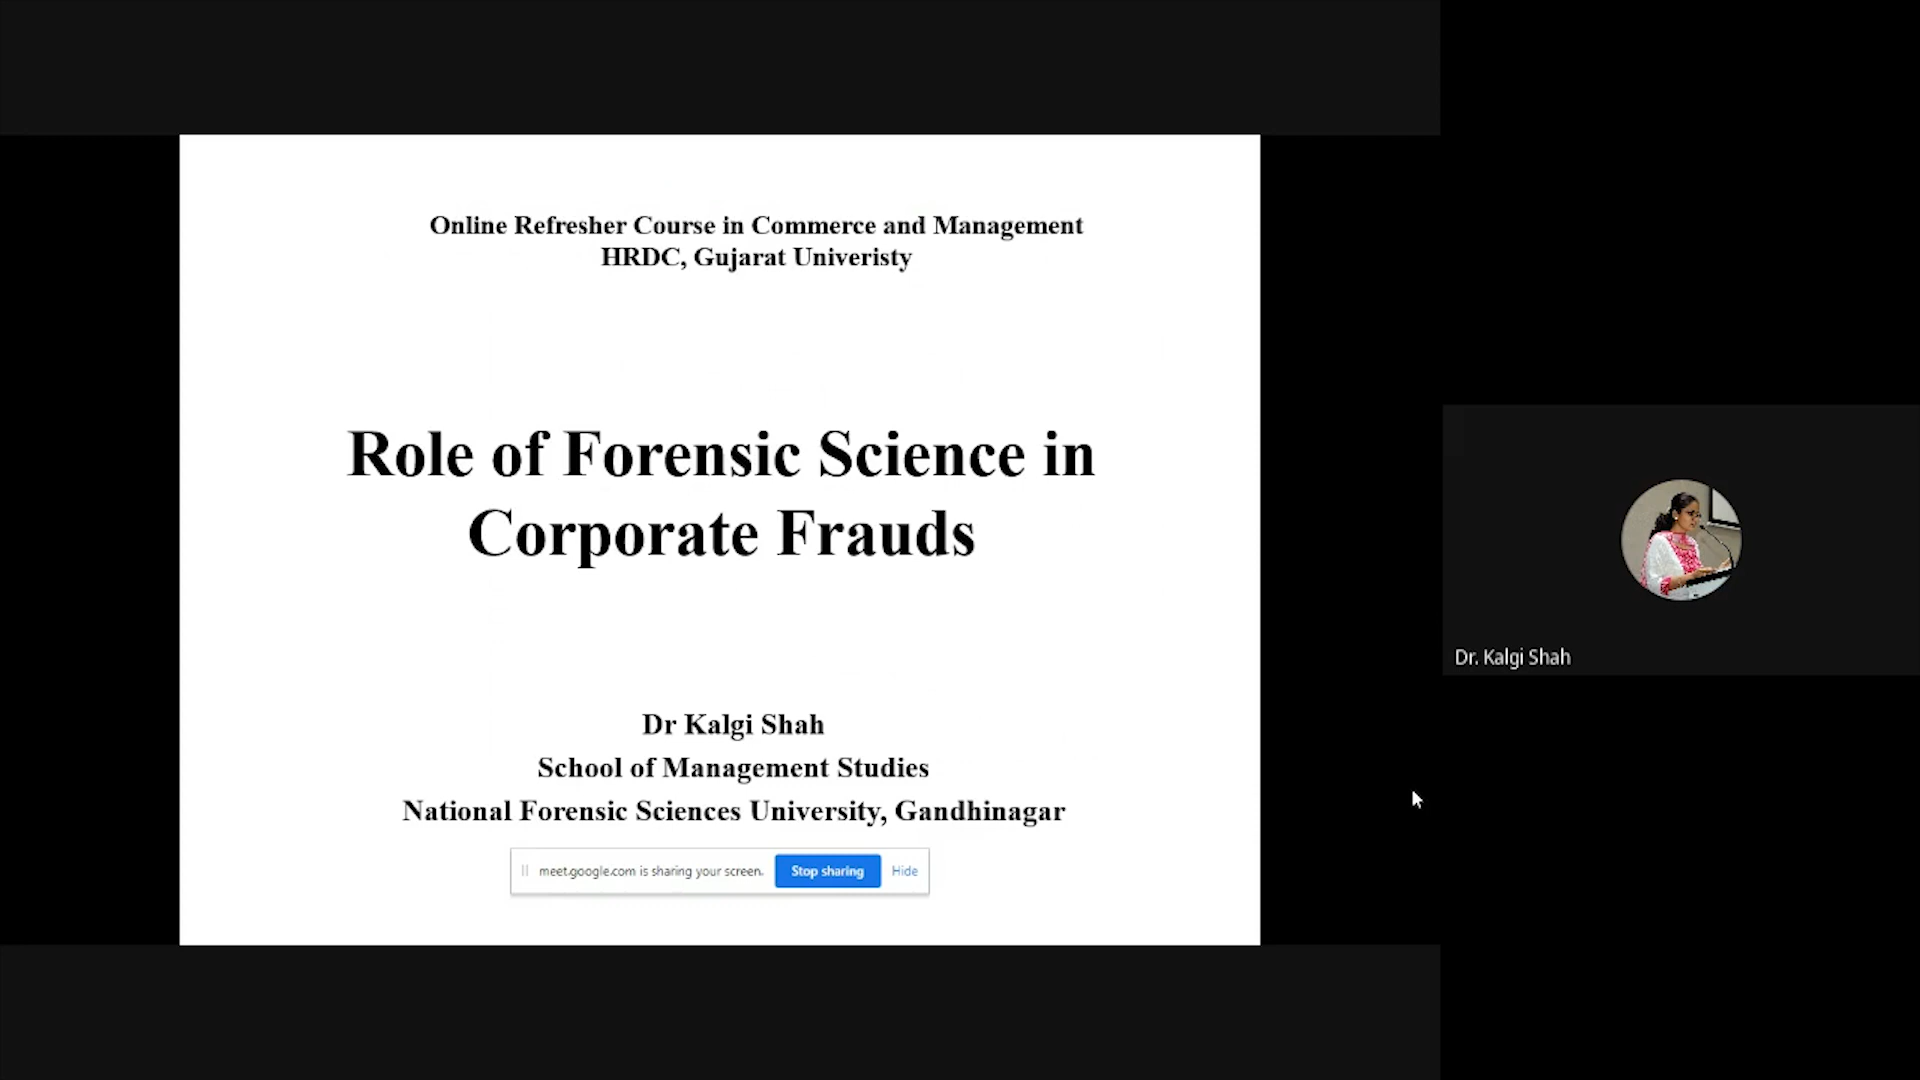 Online Refresher Course in Commerce and Management
HRDC, Gujarat Univeristy
Role of Forensic Science in
Corporate Frauds
Dr Kalgi Shah
School of Management Studies
National Forensic Sciences University, Gandhinagar
meet.google.com is sharing your screen.
Stop sharing
Hide
Dr. Kalgi Shah